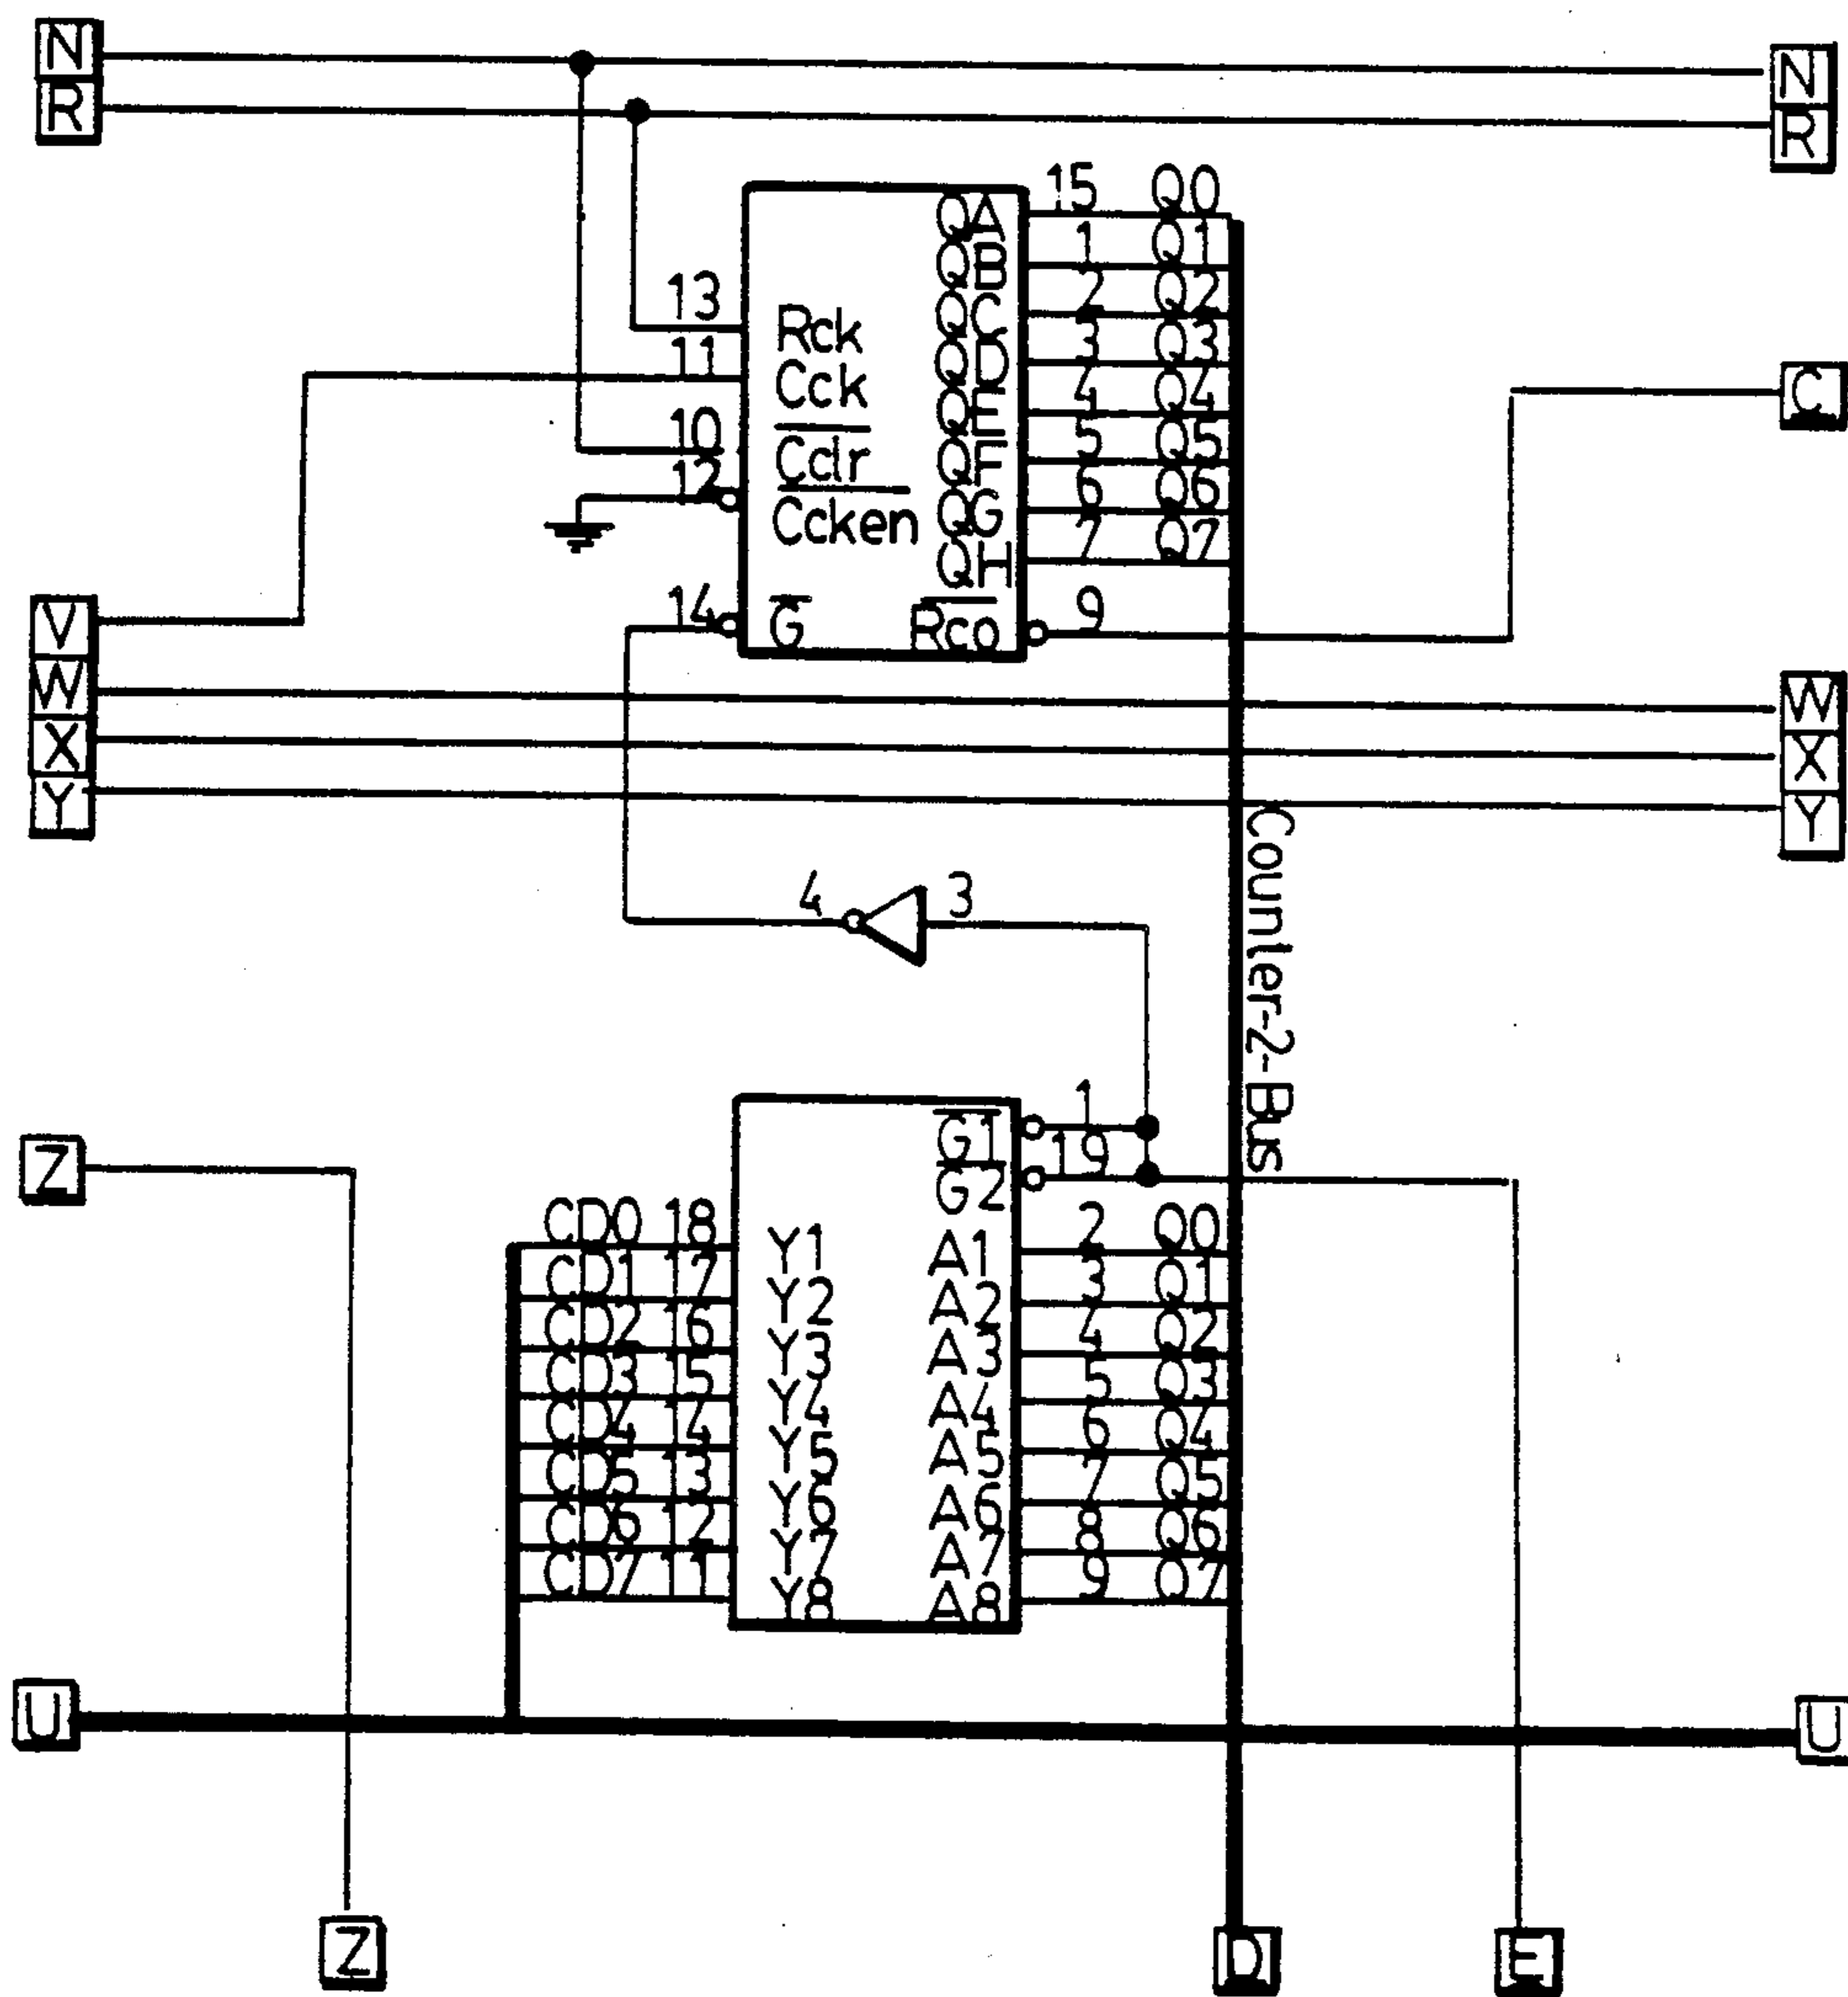 N N
R R
15 Q0
QA
1 Q1
QB
13 2 Q2
Rck QC
11 3 Q3
Cck QD
C
4 Q4
QE
10 5 Q5
Cclr QF
12 6 Q6
Ccken QG
7 Q7
QH
14 9
V G Rco
W W
X X
Y Y
Counter-2-Bus
4 3
1
G1
Z 19
G2
CD0 18 Y1 A1 2 Q0
CD1 17 Y2 A2 3 Q1
CD2 16 Y3 A3 4 Q2
CD3 15 Y4 A4 5 Q3
CD4 14 Y5 A5 6 Q4
CD5 13 Y6 A6 7 Q5
CD6 12 Y7 A7 8 Q6
CD7 11 Y8 A8 9 Q7
U U
Z D E